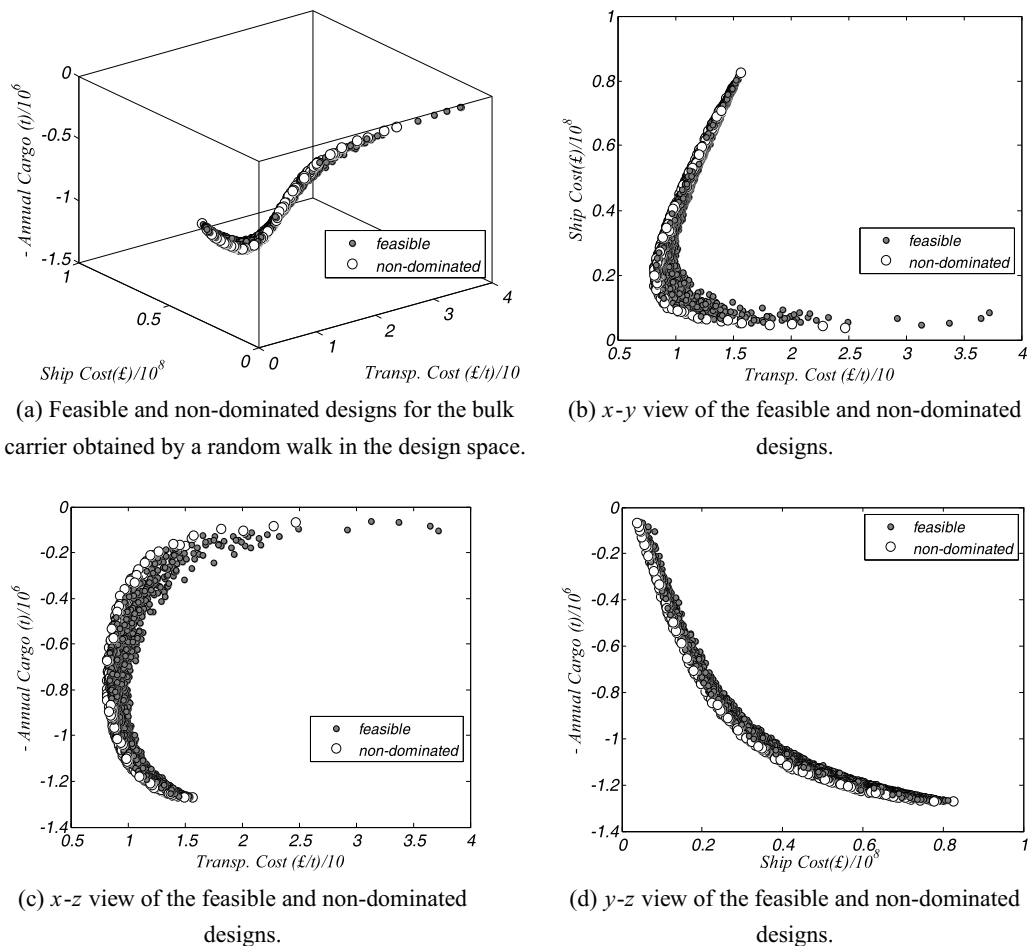 0
-0.5
-1
-1.5
- Annual Cargo (t)/10^6
1
0.5
0
0
1
2
3
4
Ship Cost(£)/10^8
Transp. Cost (£/t)/10
feasible
non-dominated
(a) Feasible and non-dominated designs for the bulk
carrier obtained by a random walk in the design space.
1
0.8
0.6
0.4
0.2
0
Ship Cost(£)/10^8
feasible
non-dominated
0.5 1 1.5 2 2.5 3 3.5 4
Transp. Cost (£/t)/10
(b) x-y view of the feasible and non-dominated
designs.
0
-0.2
-0.4
-0.6
-0.8
-1
-1.2
-1.4
- Annual Cargo (t)/10^6
feasible
non-dominated
0.5 1 1.5 2 2.5 3 3.5 4
Transp. Cost (£/t)/10
(c) x-z view of the feasible and non-dominated
designs.
0
-0.2
-0.4
-0.6
-0.8
-1
-1.2
-1.4
- Annual Cargo (t)/10^6
feasible
non-dominated
0 0.2 0.4 0.6 0.8 1
Ship Cost(£)/10^8
(d) y-z view of the feasible and non-dominated
designs.